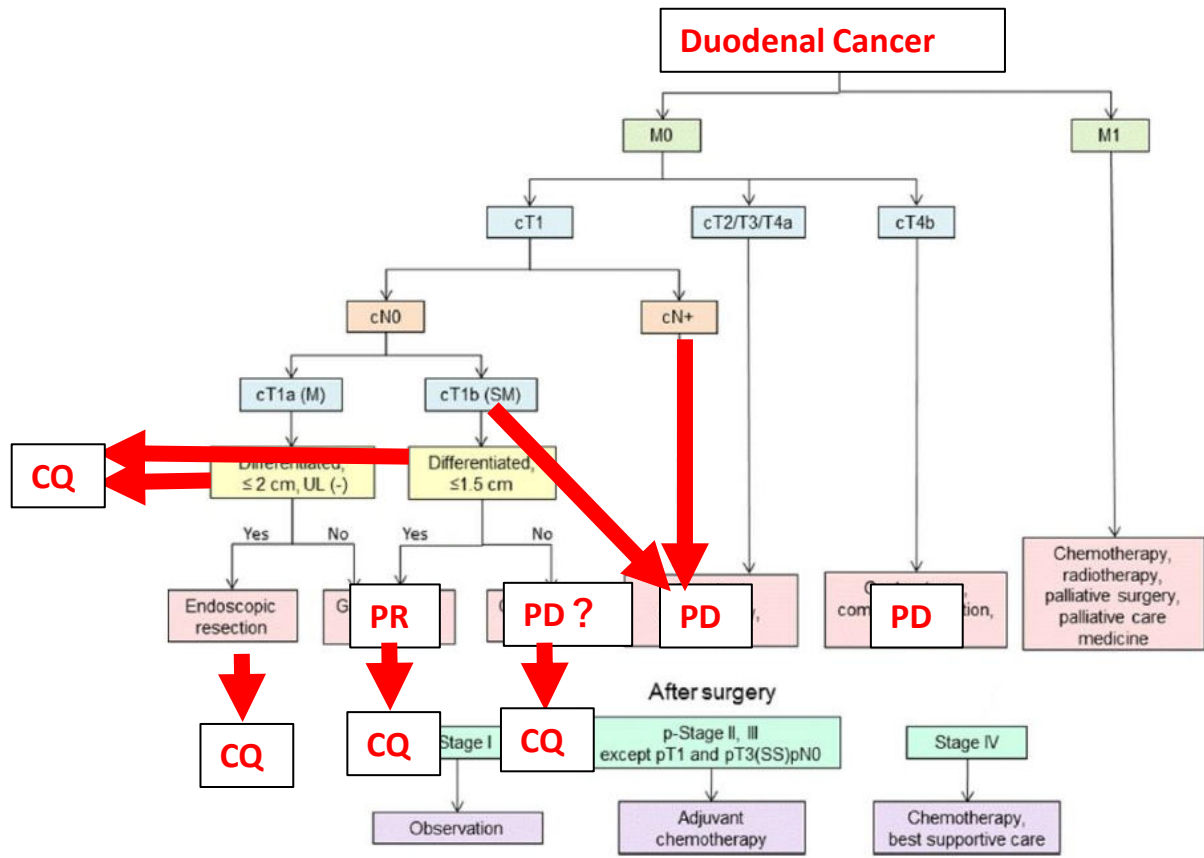 Duodenal Cancer
M0
M1
cT1
cT2/T3/T4a
cT4b
cN0
cN+
cT1a (M)
cT1b (SM)
CQ
Differentiated,
≤ 2 cm, UL (-)
Differentiated,
≤1.5 cm
Yes
No
Yes
No
Endoscopic
resection
PR
PD ?
PD
PD
Chemotherapy,
radiotherapy,
palliative surgery,
palliative care
medicine
After surgery
CQ
CQ
CQ
Stage I
p-Stage II, III
except pT1 and pT3(SS)pN0
Stage IV
Observation
Adjuvant
chemotherapy
Chemotherapy,
best supportive care